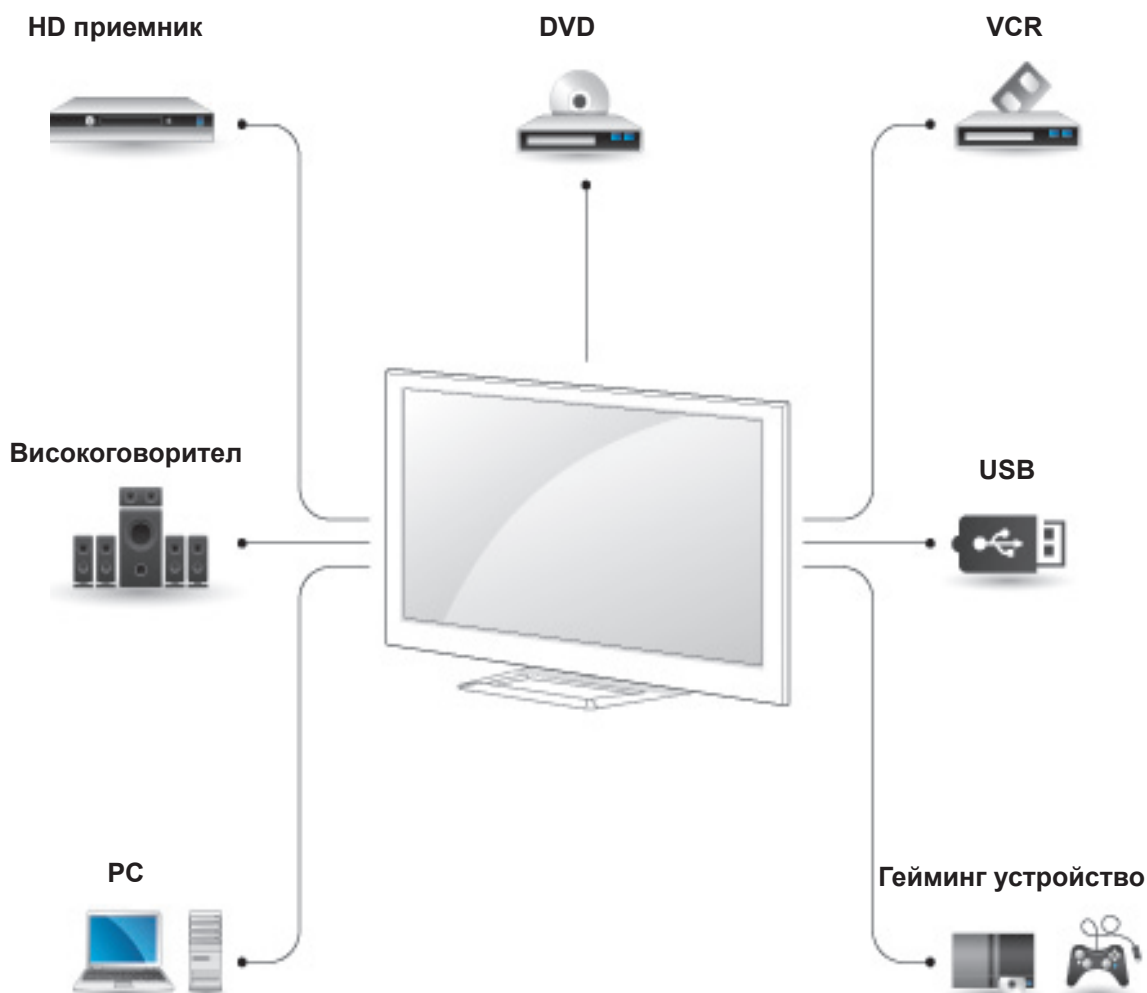 HD приемник
DVD
VCR
Високоговорител
USB
PC
Гейминг устройство